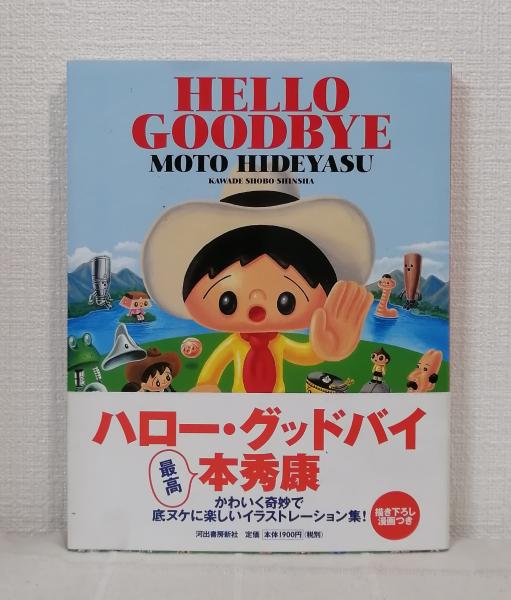 HELLO
GOODBYE
MOTO HIDEYASU
KAWADE SHOBO SHINSHA
ハロー・グッドバイ
最高
本秀康
かわいく奇妙で
底ヌケに楽しいイラストレーション集!
描き下ろし
漫画つき
河出書房新社 定価 本体1900円(税別)